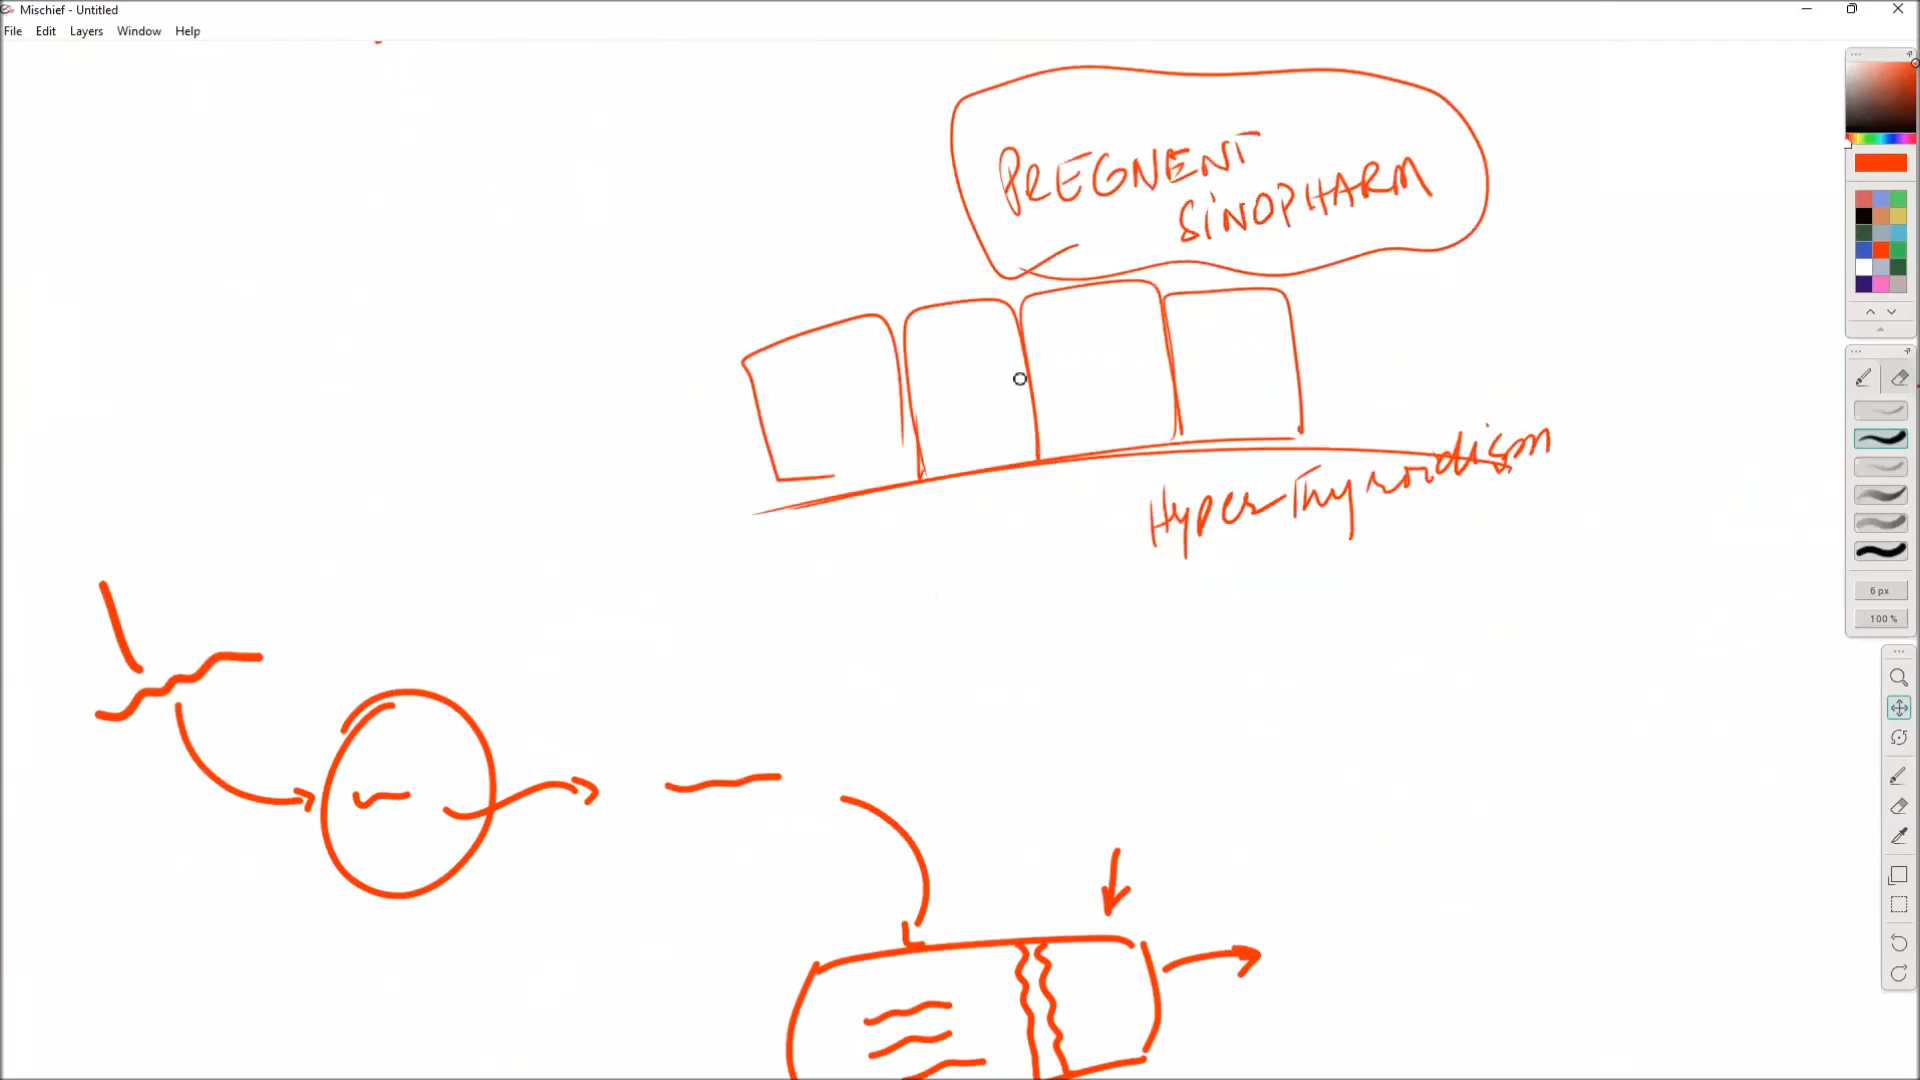 Mischief - Untitled
File Edit Layers Window Help
PREGNENT
SINOPHARM
Hyper Thyroidism
6 px
100 %